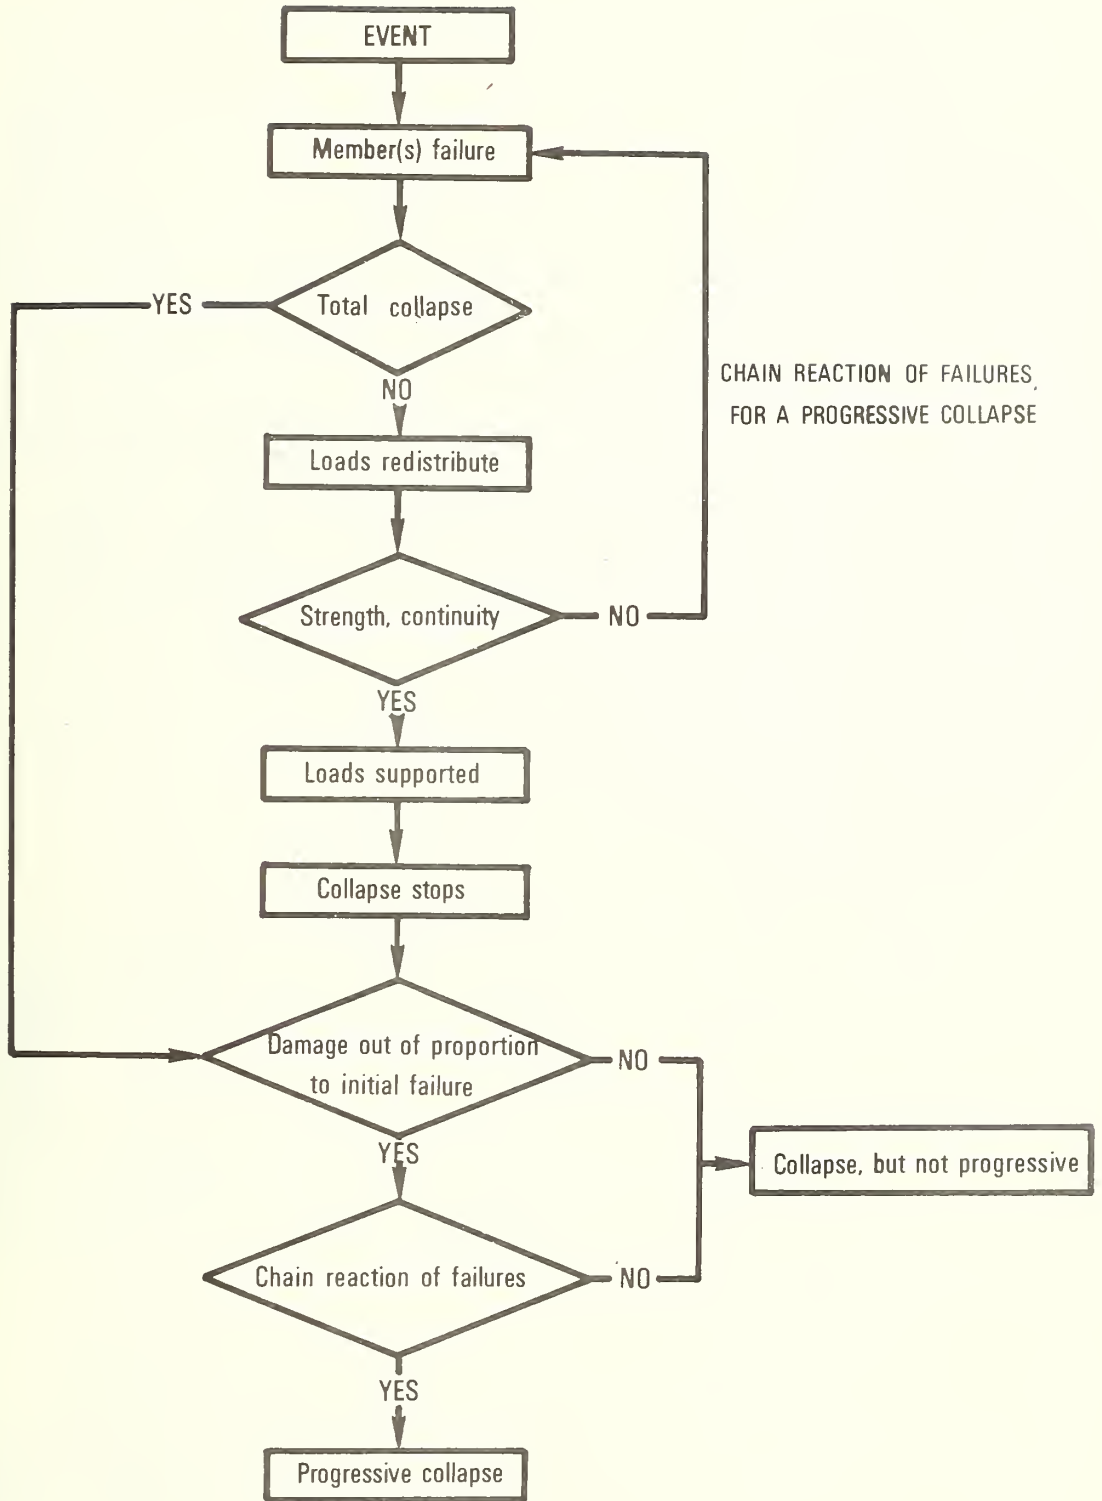 EVENT
Member(s) failure
Total collapse
YES
NO
CHAIN REACTION OF FAILURES
FOR A PROGRESSIVE COLLAPSE
Loads redistribute
Strength, continuity
NO
YES
Loads supported
Collapse stops
Damage out of proportion
to initial failure
NO
YES
Collapse, but not progressive
Chain reaction of failures
NO
YES
Progressive collapse